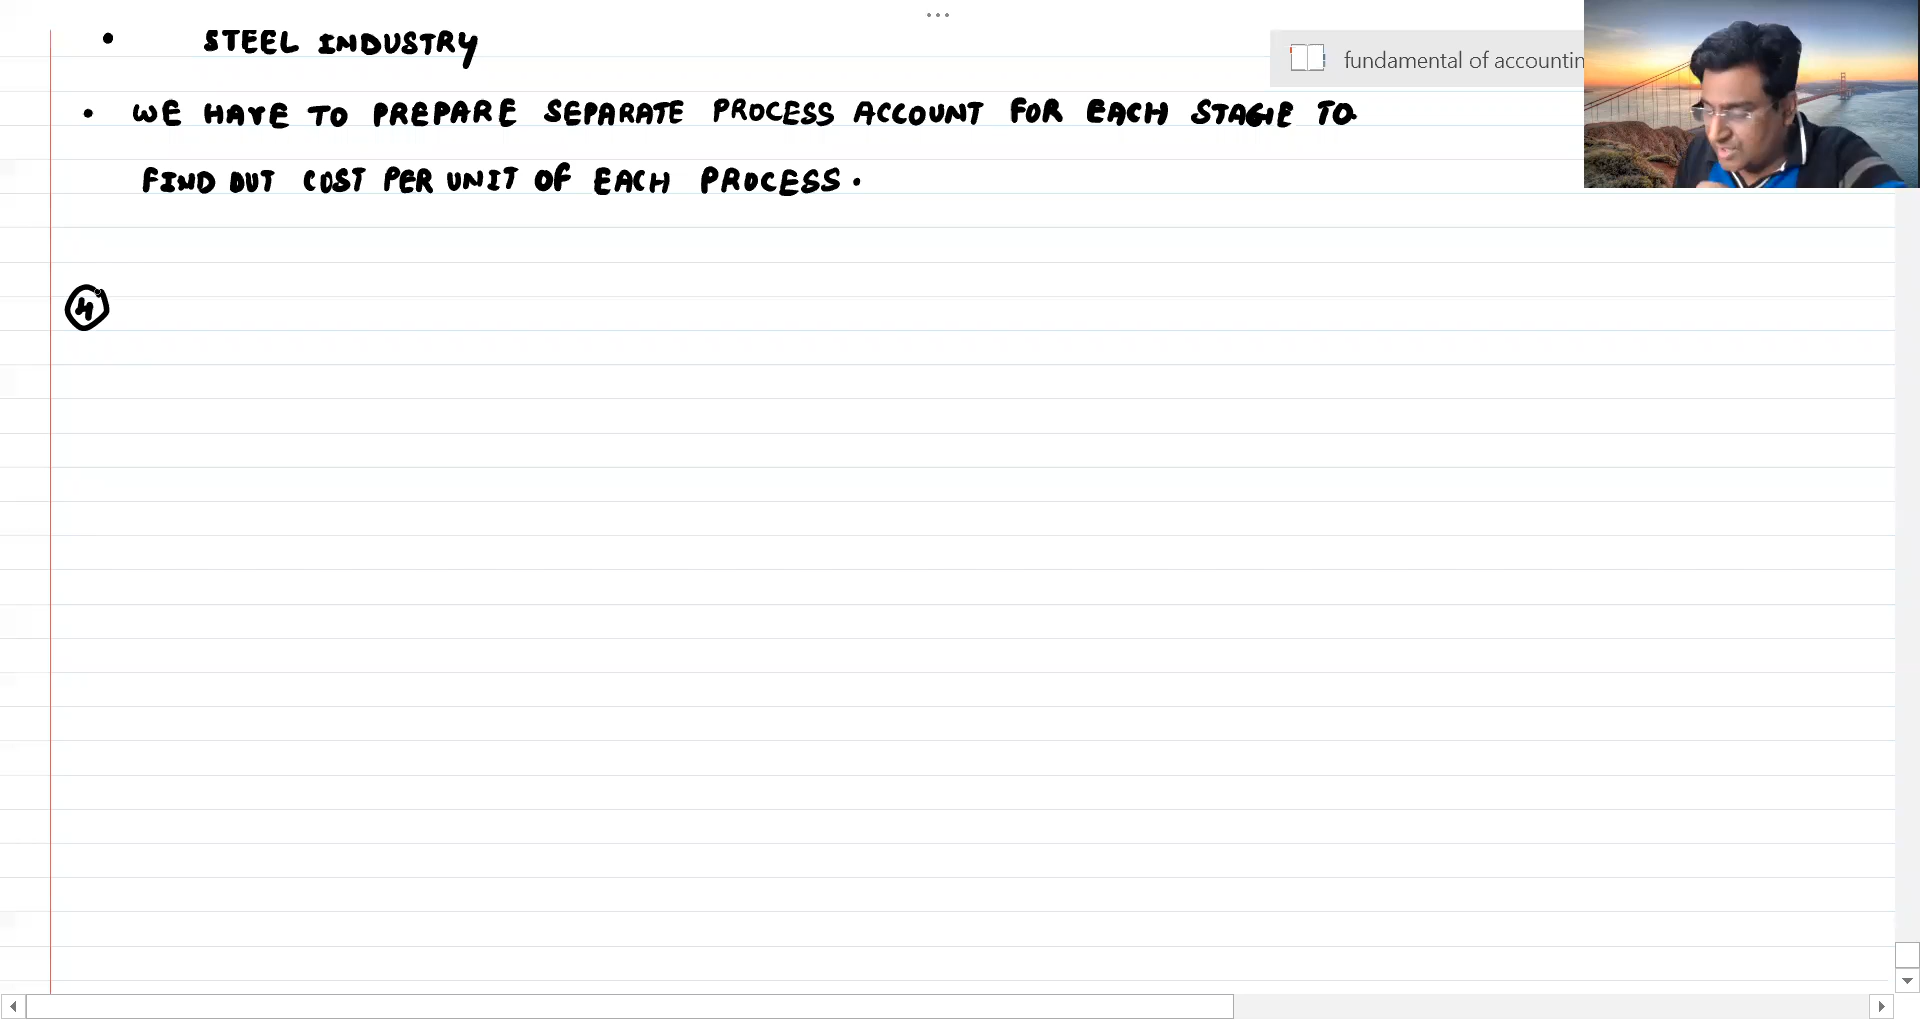 • STEEL INDUSTRY
fundamental of accountin
• WE HAVE TO PREPARE SEPARATE PROCESS ACCOUNT FOR EACH STAGE TO
FIND OUT COST PER UNIT OF EACH PROCESS.
4